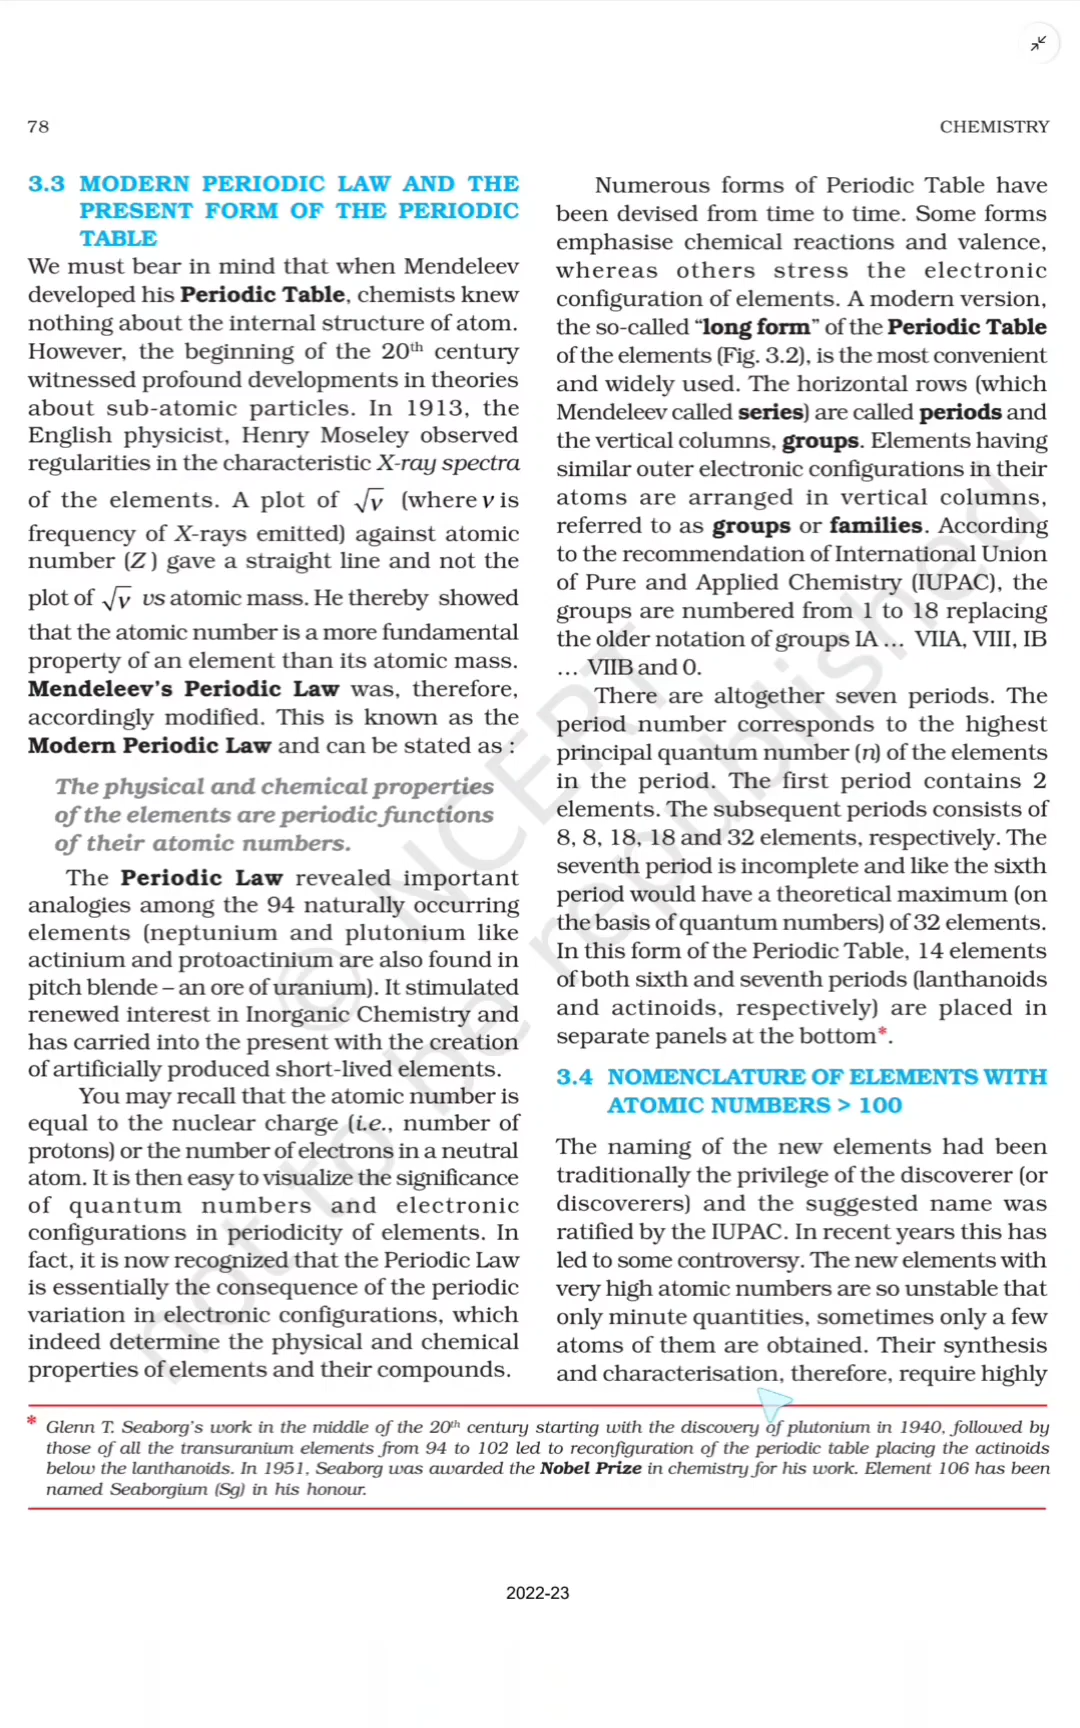 78
CHEMISTRY
3.3 MODERN PERIODIC LAW AND THE
PRESENT FORM OF THE PERIODIC
TABLE
We must bear in mind that when Mendeleev
developed his Periodic Table, chemists knew
nothing about the internal structure of atom.
However, the beginning of the 20th century
witnessed profound developments in theories
about sub-atomic particles. In 1913, the
English physicist, Henry Moseley observed
regularities in the characteristic X-ray spectra
of the elements. A plot of √ν (where ν is
frequency of X-rays emitted) against atomic
number (Z ) gave a straight line and not the
plot of √ν vs atomic mass. He thereby showed
that the atomic number is a more fundamental
property of an element than its atomic mass.
Mendeleev's Periodic Law was, therefore,
accordingly modified. This is known as the
Modern Periodic Law and can be stated as :
The physical and chemical properties
of the elements are periodic functions
of their atomic numbers.
The Periodic Law revealed important
analogies among the 94 naturally occurring
elements (neptunium and plutonium like
actinium and protoactinium are also found in
pitch blende – an ore of uranium). It stimulated
renewed interest in Inorganic Chemistry and
has carried into the present with the creation
of artificially produced short-lived elements.
You may recall that the atomic number is
equal to the nuclear charge (i.e., number of
protons) or the number of electrons in a neutral
atom. It is then easy to visualize the significance
of quantum numbers and electronic
configurations in periodicity of elements. In
fact, it is now recognized that the Periodic Law
is essentially the consequence of the periodic
variation in electronic configurations, which
indeed determine the physical and chemical
properties of elements and their compounds.
Numerous forms of Periodic Table have
been devised from time to time. Some forms
emphasise chemical reactions and valence,
whereas others stress the electronic
configuration of elements. A modern version,
the so-called "long form" of the Periodic Table
of the elements (Fig. 3.2), is the most convenient
and widely used. The horizontal rows (which
Mendeleev called series) are called periods and
the vertical columns, groups. Elements having
similar outer electronic configurations in their
atoms are arranged in vertical columns,
referred to as groups or families. According
to the recommendation of International Union
of Pure and Applied Chemistry (IUPAC), the
groups are numbered from 1 to 18 replacing
the older notation of groups IA … VIIA, VIII, IB
… VIIB and 0.
There are altogether seven periods. The
period number corresponds to the highest
principal quantum number (n) of the elements
in the period. The first period contains 2
elements. The subsequent periods consists of
8, 8, 18, 18 and 32 elements, respectively. The
seventh period is incomplete and like the sixth
period would have a theoretical maximum (on
the basis of quantum numbers) of 32 elements.
In this form of the Periodic Table, 14 elements
of both sixth and seventh periods (lanthanoids
and actinoids, respectively) are placed in
separate panels at the bottom*.
3.4 NOMENCLATURE OF ELEMENTS WITH
ATOMIC NUMBERS > 100
The naming of the new elements had been
traditionally the privilege of the discoverer (or
discoverers) and the suggested name was
ratified by the IUPAC. In recent years this has
led to some controversy. The new elements with
very high atomic numbers are so unstable that
only minute quantities, sometimes only a few
atoms of them are obtained. Their synthesis
and characterisation, therefore, require highly
* Glenn T. Seaborg's work in the middle of the 20th century starting with the discovery of plutonium in 1940, followed by
those of all the transuranium elements from 94 to 102 led to reconfiguration of the periodic table placing the actinoids
below the lanthanoids. In 1951, Seaborg was awarded the Nobel Prize in chemistry for his work. Element 106 has been
named Seaborgium (Sg) in his honour.
© NCERT
not to be republished
2022-23